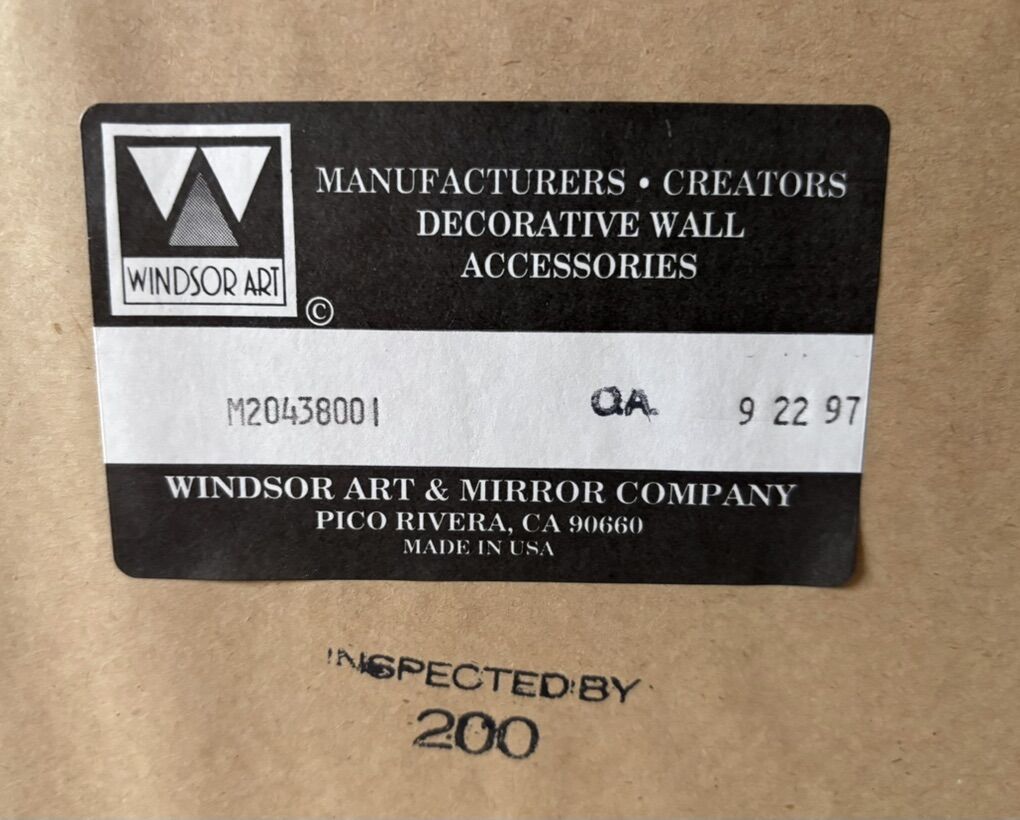 MANUFACTURERS • CREATORS
DECORATIVE WALL
ACCESSORIES
WINDSOR ART
©
M20438001 QA. 9 22 97
WINDSOR ART & MIRROR COMPANY
PICO RIVERA, CA 90660
MADE IN USA
INSPECTED BY
200